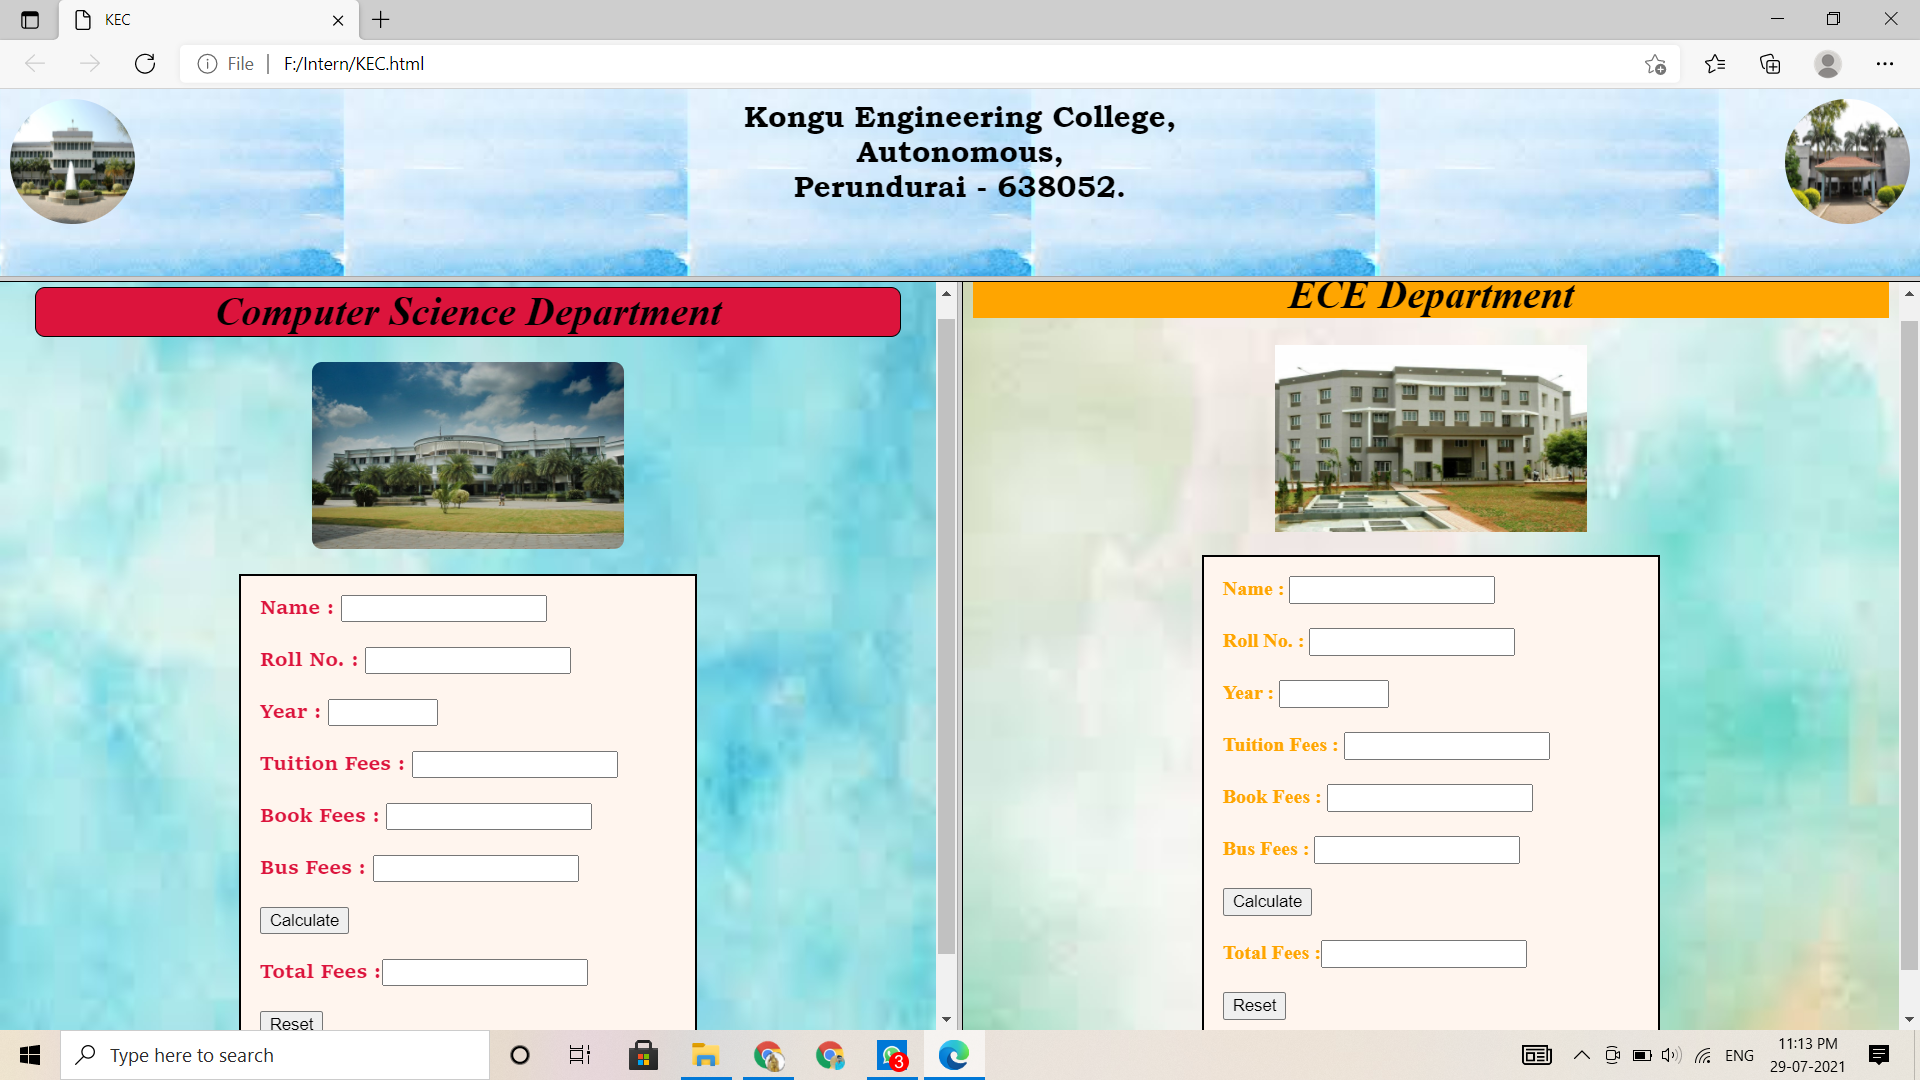 KEC
File
F:/Intern/KEC.html
Kongu Engineering College,
Autonomous,
Perundurai - 638052.
Computer Science Department
Name :
Roll No. :
Year :
Tuition Fees :
Book Fees :
Bus Fees :
Calculate
Total Fees :
Reset
ECE Department
Name :
Roll No. :
Year :
Tuition Fees :
Book Fees :
Bus Fees :
Calculate
Total Fees :
Reset
Type here to search
3
ENG
11:13 PM
29-07-2021